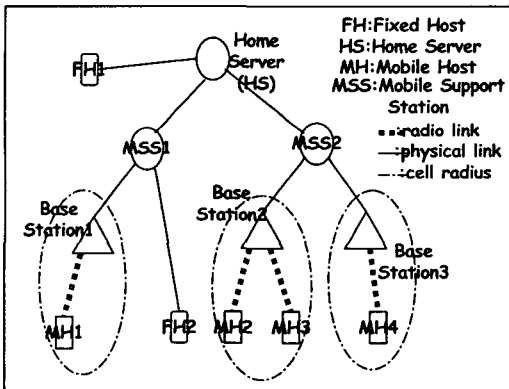 Home
Server
(HS)
FH1
FH:Fixed Host
HS:Home Server
MH:Mobile Host
MSS:Mobile Support
Station
:radio link
:physical link
:cell radius
MSS1
MSS2
Base
Station1
Base
Station2
Base
Station3
MH1
FH2
MH2
MH3
MH4